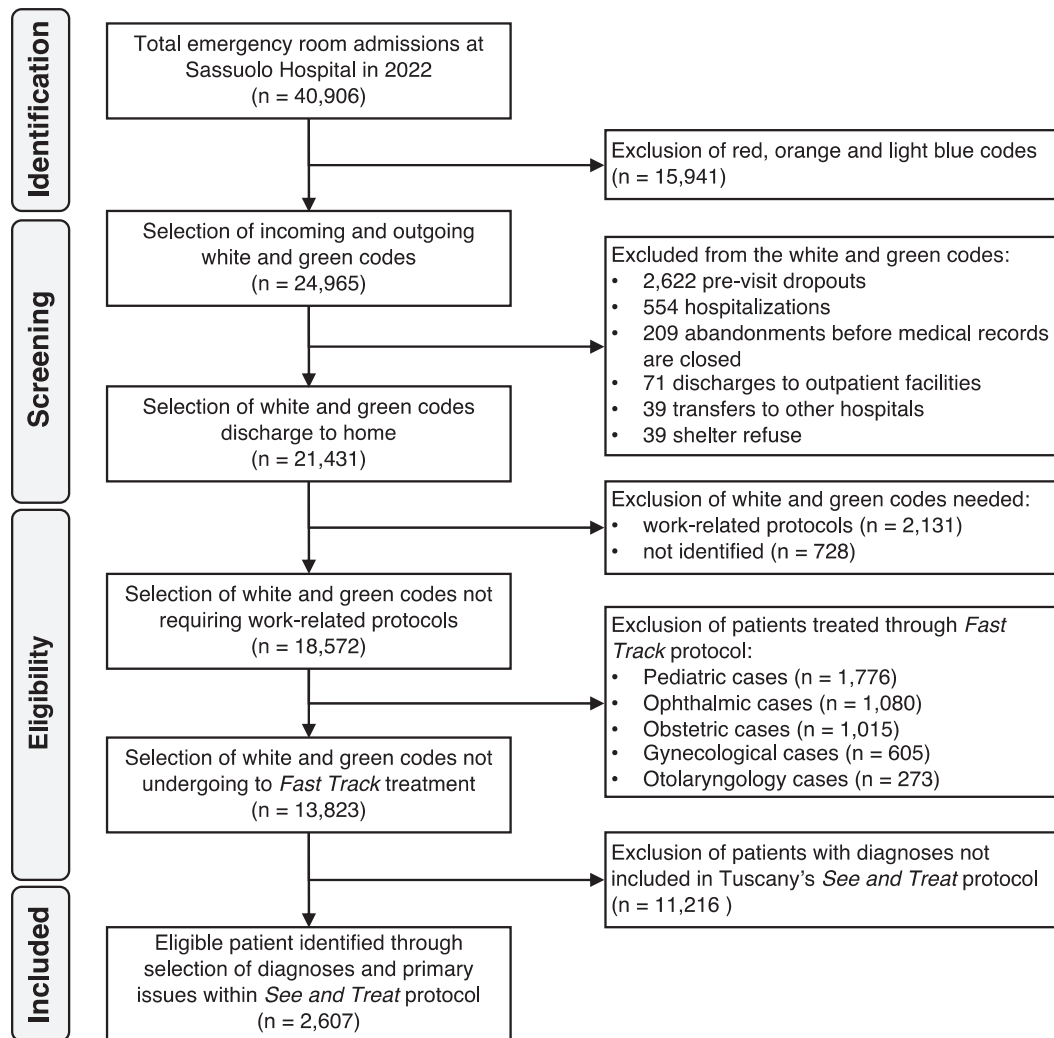 Identification
Total emergency room admissions at
Sassuolo Hospital in 2022
(n = 40,906)
Exclusion of red, orange and light blue codes
(n = 15,941)
Screening
Selection of incoming and outgoing
white and green codes
(n = 24,965)
Excluded from the white and green codes:
• 2,622 pre-visit dropouts
• 554 hospitalizations
• 209 abandonments before medical records
are closed
• 71 discharges to outpatient facilities
• 39 transfers to other hospitals
• 39 shelter refuse
Selection of white and green codes
discharge to home
(n = 21,431)
Eligibility
Exclusion of white and green codes needed:
• work-related protocols (n = 2,131)
• not identified (n = 728)
Selection of white and green codes not
requiring work-related protocols
(n = 18,572)
Exclusion of patients treated through Fast
Track protocol:
• Pediatric cases (n = 1,776)
• Ophthalmic cases (n = 1,080)
• Obstetric cases (n = 1,015)
• Gynecological cases (n = 605)
• Otolaryngology cases (n = 273)
Selection of white and green codes not
undergoing to Fast Track treatment
(n = 13,823)
Exclusion of patients with diagnoses not
included in Tuscany's See and Treat protocol
(n = 11,216 )
Included
Eligible patient identified through
selection of diagnoses and primary
issues within See and Treat protocol
(n = 2,607)